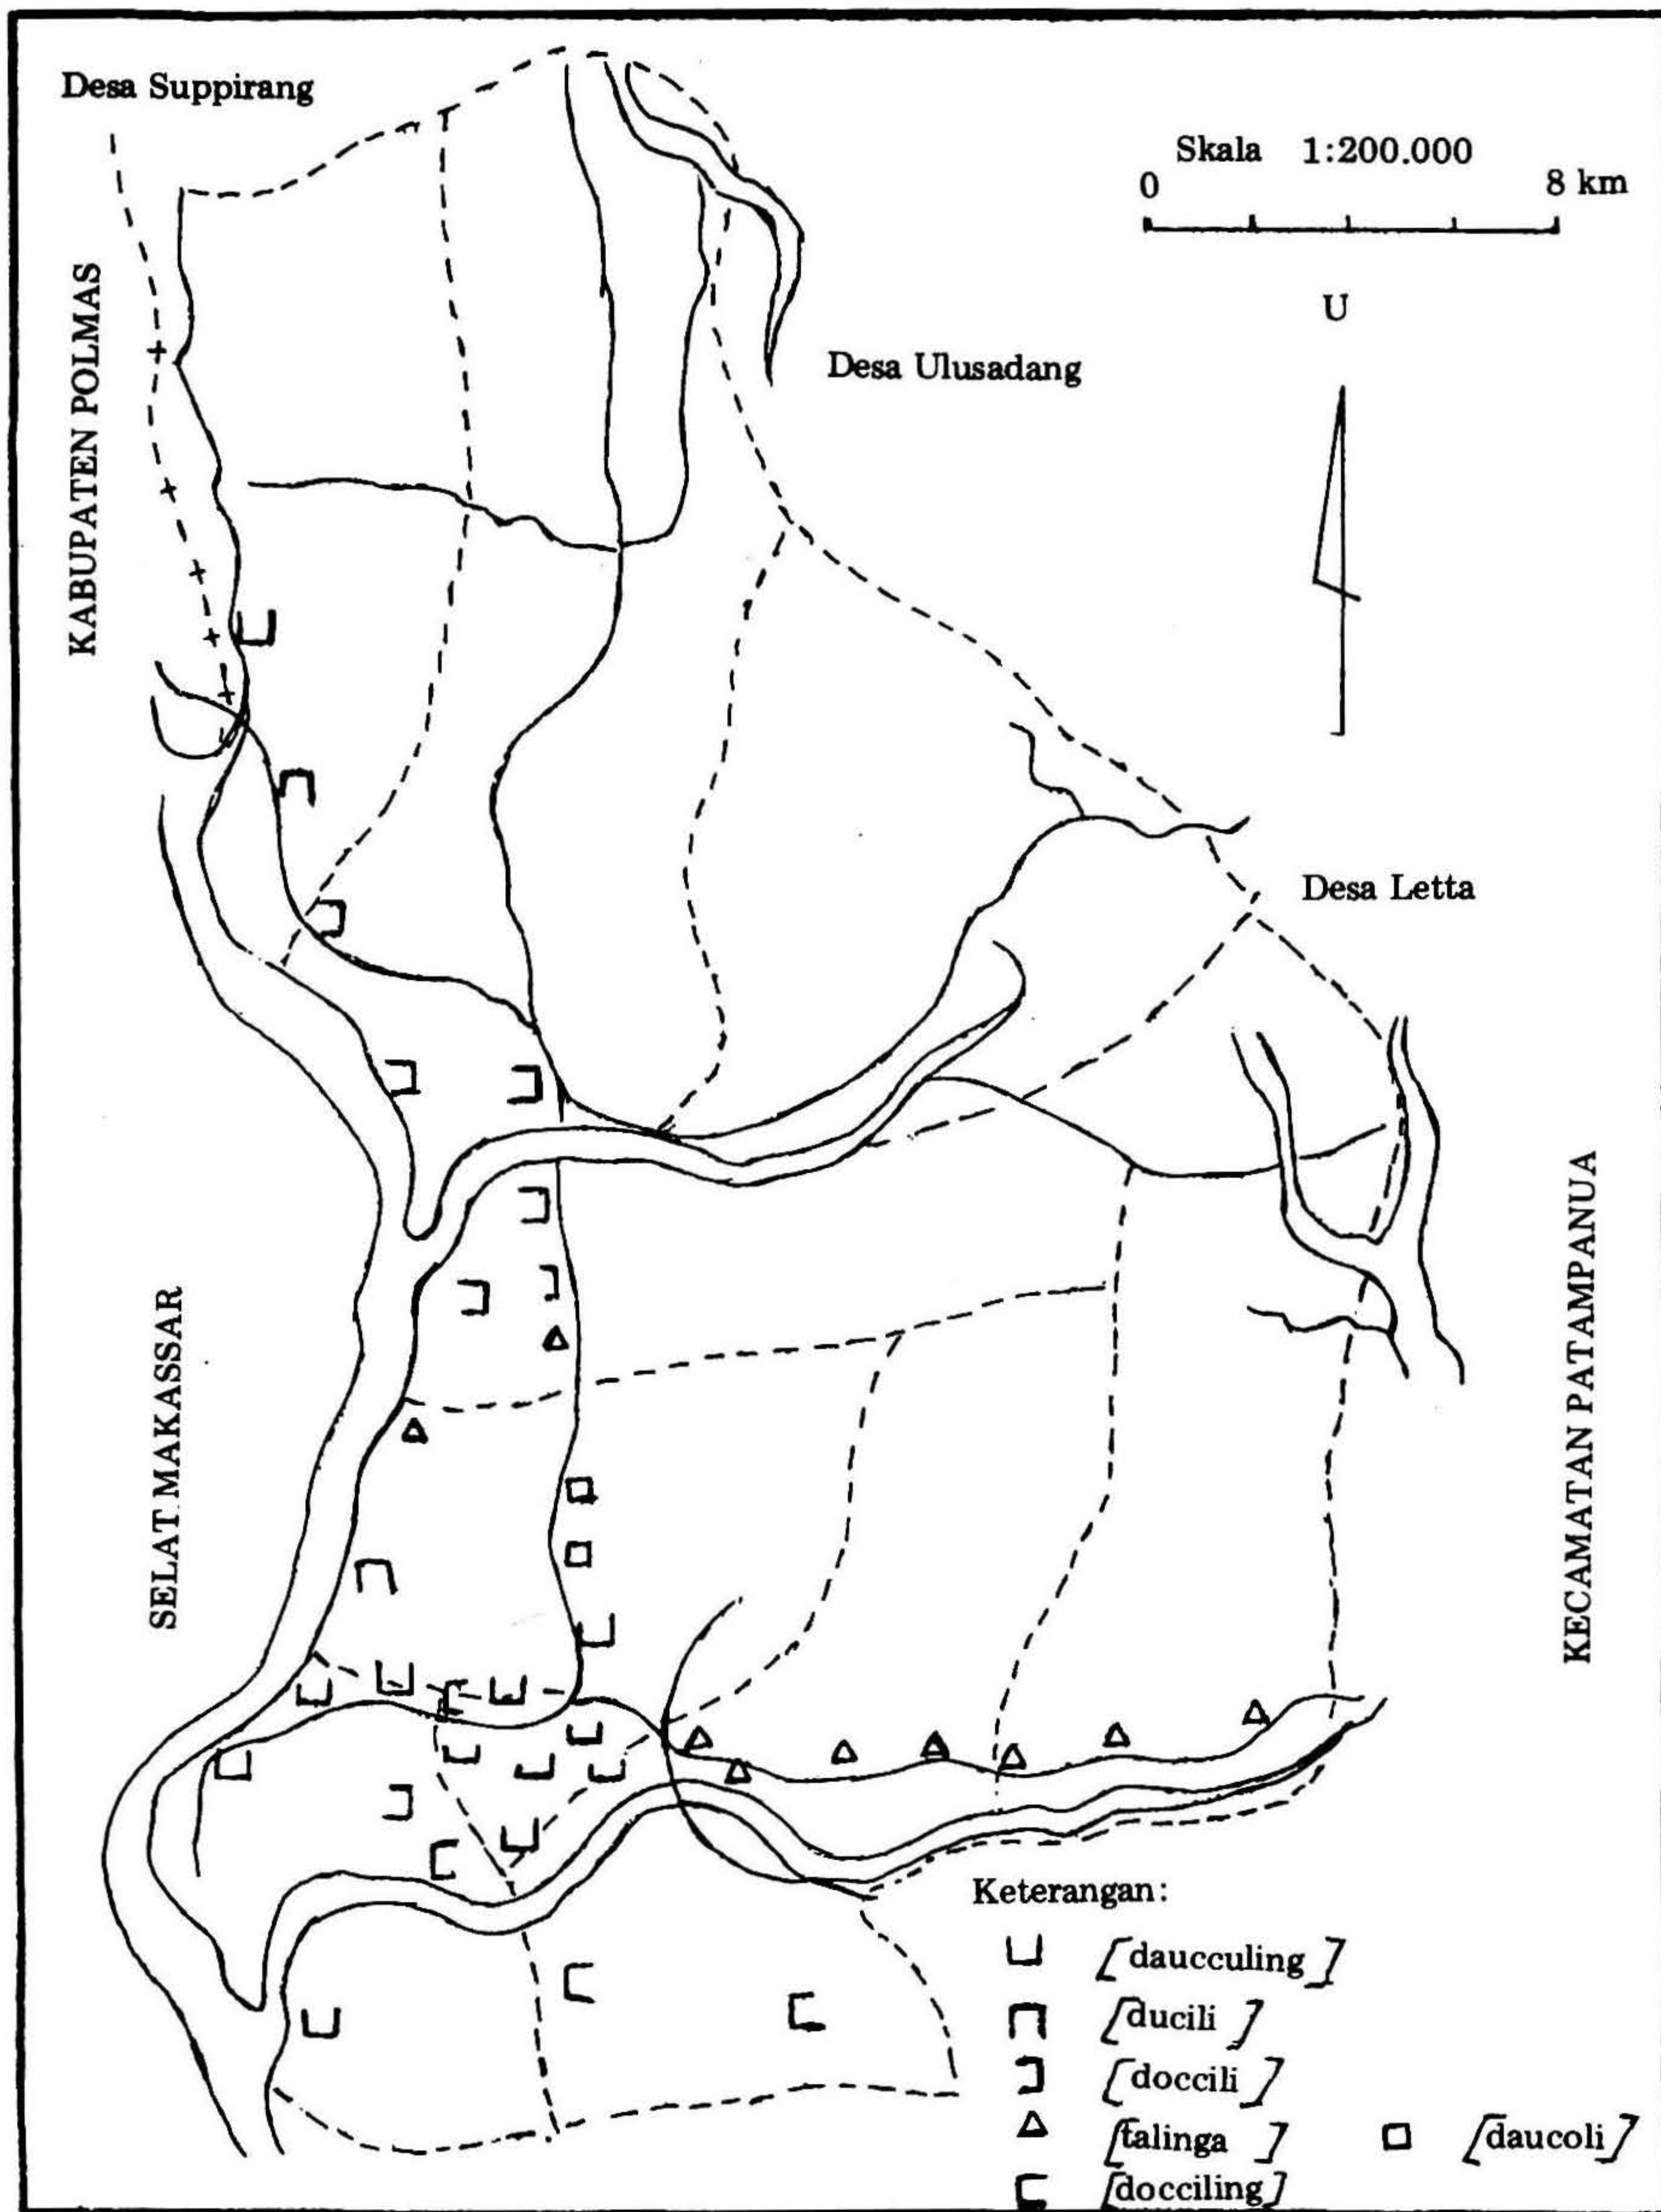 Desa Suppirang
Skala 1:200.000
0 8 km
U
KABUPATEN POLMAS
Desa Ulusadang
Desa Letta
SELAT MAKASSAR
KECAMATAN PATAMPANUA
Keterangan:
[daucculing]
[ducili]
[doccili]
[talinga] [daucoli]
[docciling]